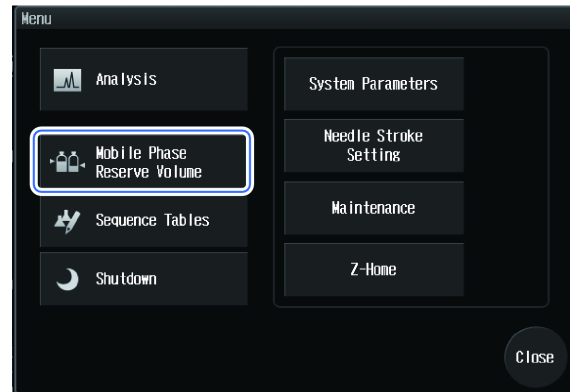 Menu
Analysis
Mobile Phase
Reserve Volume
Sequence Tables
Shutdown
System Parameters
Needle Stroke
Setting
Maintenance
Z-Home
Close